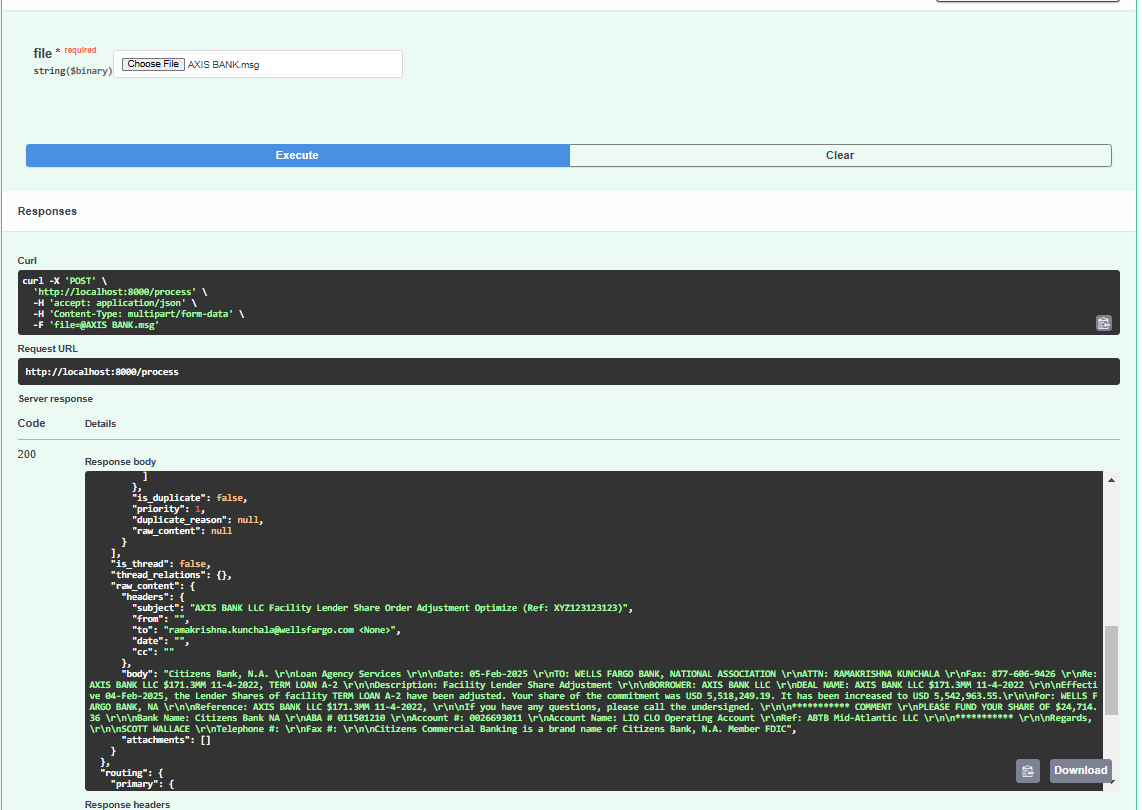 file * required
string($binary)
Choose File AXIS BANK.msg
Execute
Clear
Responses
Curl
curl -X 'POST' \
'http://localhost:8000/process' \
-H 'accept: application/json' \
-H 'Content-Type: multipart/form-data' \
-F 'file=@AXIS BANK.msg'
Request URL
http://localhost:8000/process
Server response
Code Details
200
Response body
]
},
"is_duplicate": false,
"priority": 1,
"duplicate_reason": null,
"raw_content": null
}
],
"is_thread": false,
"thread_relations": {},
"raw_content": {
"headers": {
"subject": "AXIS BANK LLC Facility Lender Share Order Adjustment Optimize (Ref: XYZ123123123)",
"from": "",
"to": "ramakrishna.kunchala@wellsfargo.com <None>",
"date": "",
"cc": ""
},
"body": "Citizens Bank, N.A. \r\nLoan Agency Services \r\n\nDate: 05-Feb-2025 \r\nTO: WELLS FARGO BANK, NATIONAL ASSOCIATION \r\nATTN: RAMAKRISHNA KUNCHALA \r\nFax: 877-606-9426 \r\nRe:
AXIS BANK LLC $171.3MM 11-4-2022, TERM LOAN A-2 \r\n\nDescription: Facility Lender Share Adjustment \r\n\nBORROWER: AXIS BANK LLC \r\nDEAL NAME: AXIS BANK LLC $171.3MM 11-4-2022 \r\n\nEffecti
ve 04-Feb-2025, the Lender Shares of facility TERM LOAN A-2 have been adjusted. Your share of the commitment was USD 5,518,249.19. It has been increased to USD 5,542,963.55.\r\n\nFor: WELLS F
ARGO BANK, NA \r\n\nReference: AXIS BANK LLC $171.3MM 11-4-2022, \r\n\nIf you have any questions, please call the undersigned. \r\n\n*********** COMMENT \r\nPLEASE FUND YOUR SHARE OF $24,714.
36 \r\n\nBank Name: Citizens Bank NA \r\nABA # 011501210 \r\nAccount #: 0026693011 \r\nAccount Name: LIO CLO Operating Account \r\nRef: ABTB Mid-Atlantic LLC \r\n\n*********** \r\n\nRegards,
\r\n\nSCOTT WALLACE \r\nTelephone #: \r\nFax #: \r\n\nCitizens Commercial Banking is a brand name of Citizens Bank, N.A. Member FDIC",
"attachments": []
}
},
"routing": {
"primary": {
Download
Response headers